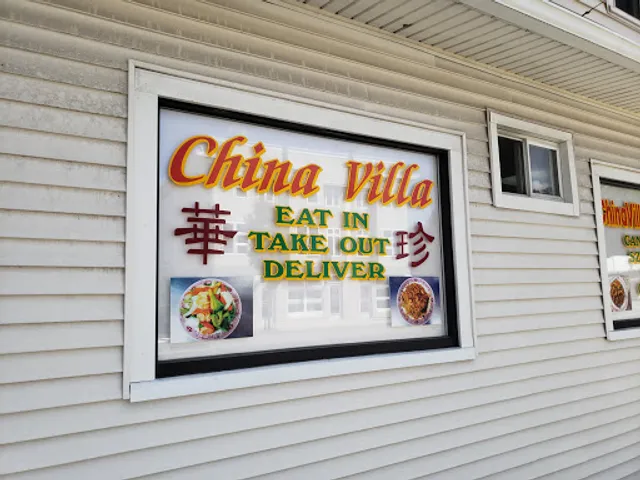 China Villa
EAT IN
華 TAKE OUT 珍
DELIVER